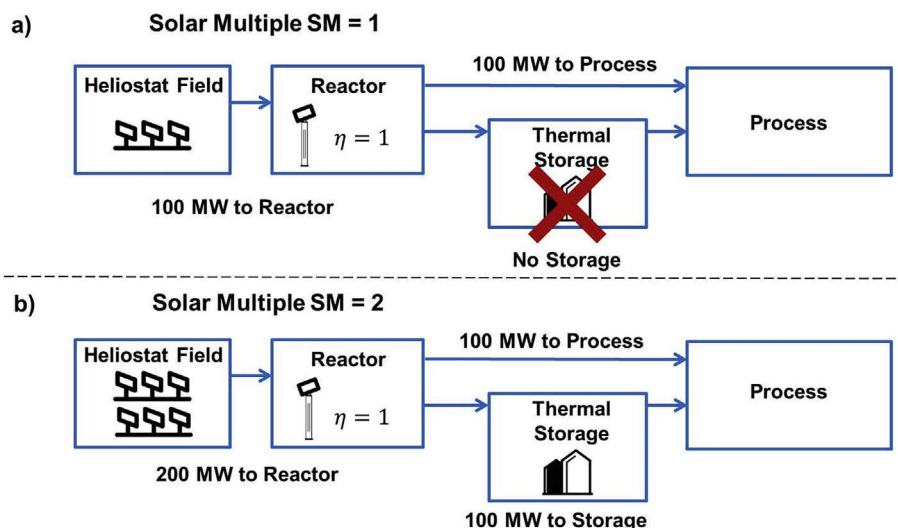 a)
Solar Multiple SM = 1
Heliostat Field
Reactor
η = 1
100 MW to Process
Thermal
Storage
Process
100 MW to Reactor
No Storage
b)
Solar Multiple SM = 2
Heliostat Field
Reactor
η = 1
100 MW to Process
Thermal
Storage
Process
200 MW to Reactor
100 MW to Storage